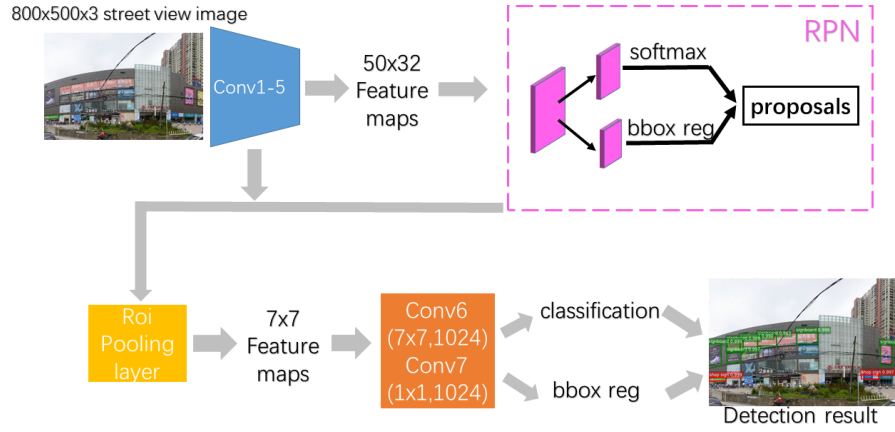 800x500x3 street view image
Conv1-5
50x32
Feature
maps
RPN
softmax
bbox reg
proposals
Roi
Pooling
layer
7x7
Feature
maps
Conv6
(7x7,1024)
Conv7
(1x1,1024)
classification
bbox reg
Detection result